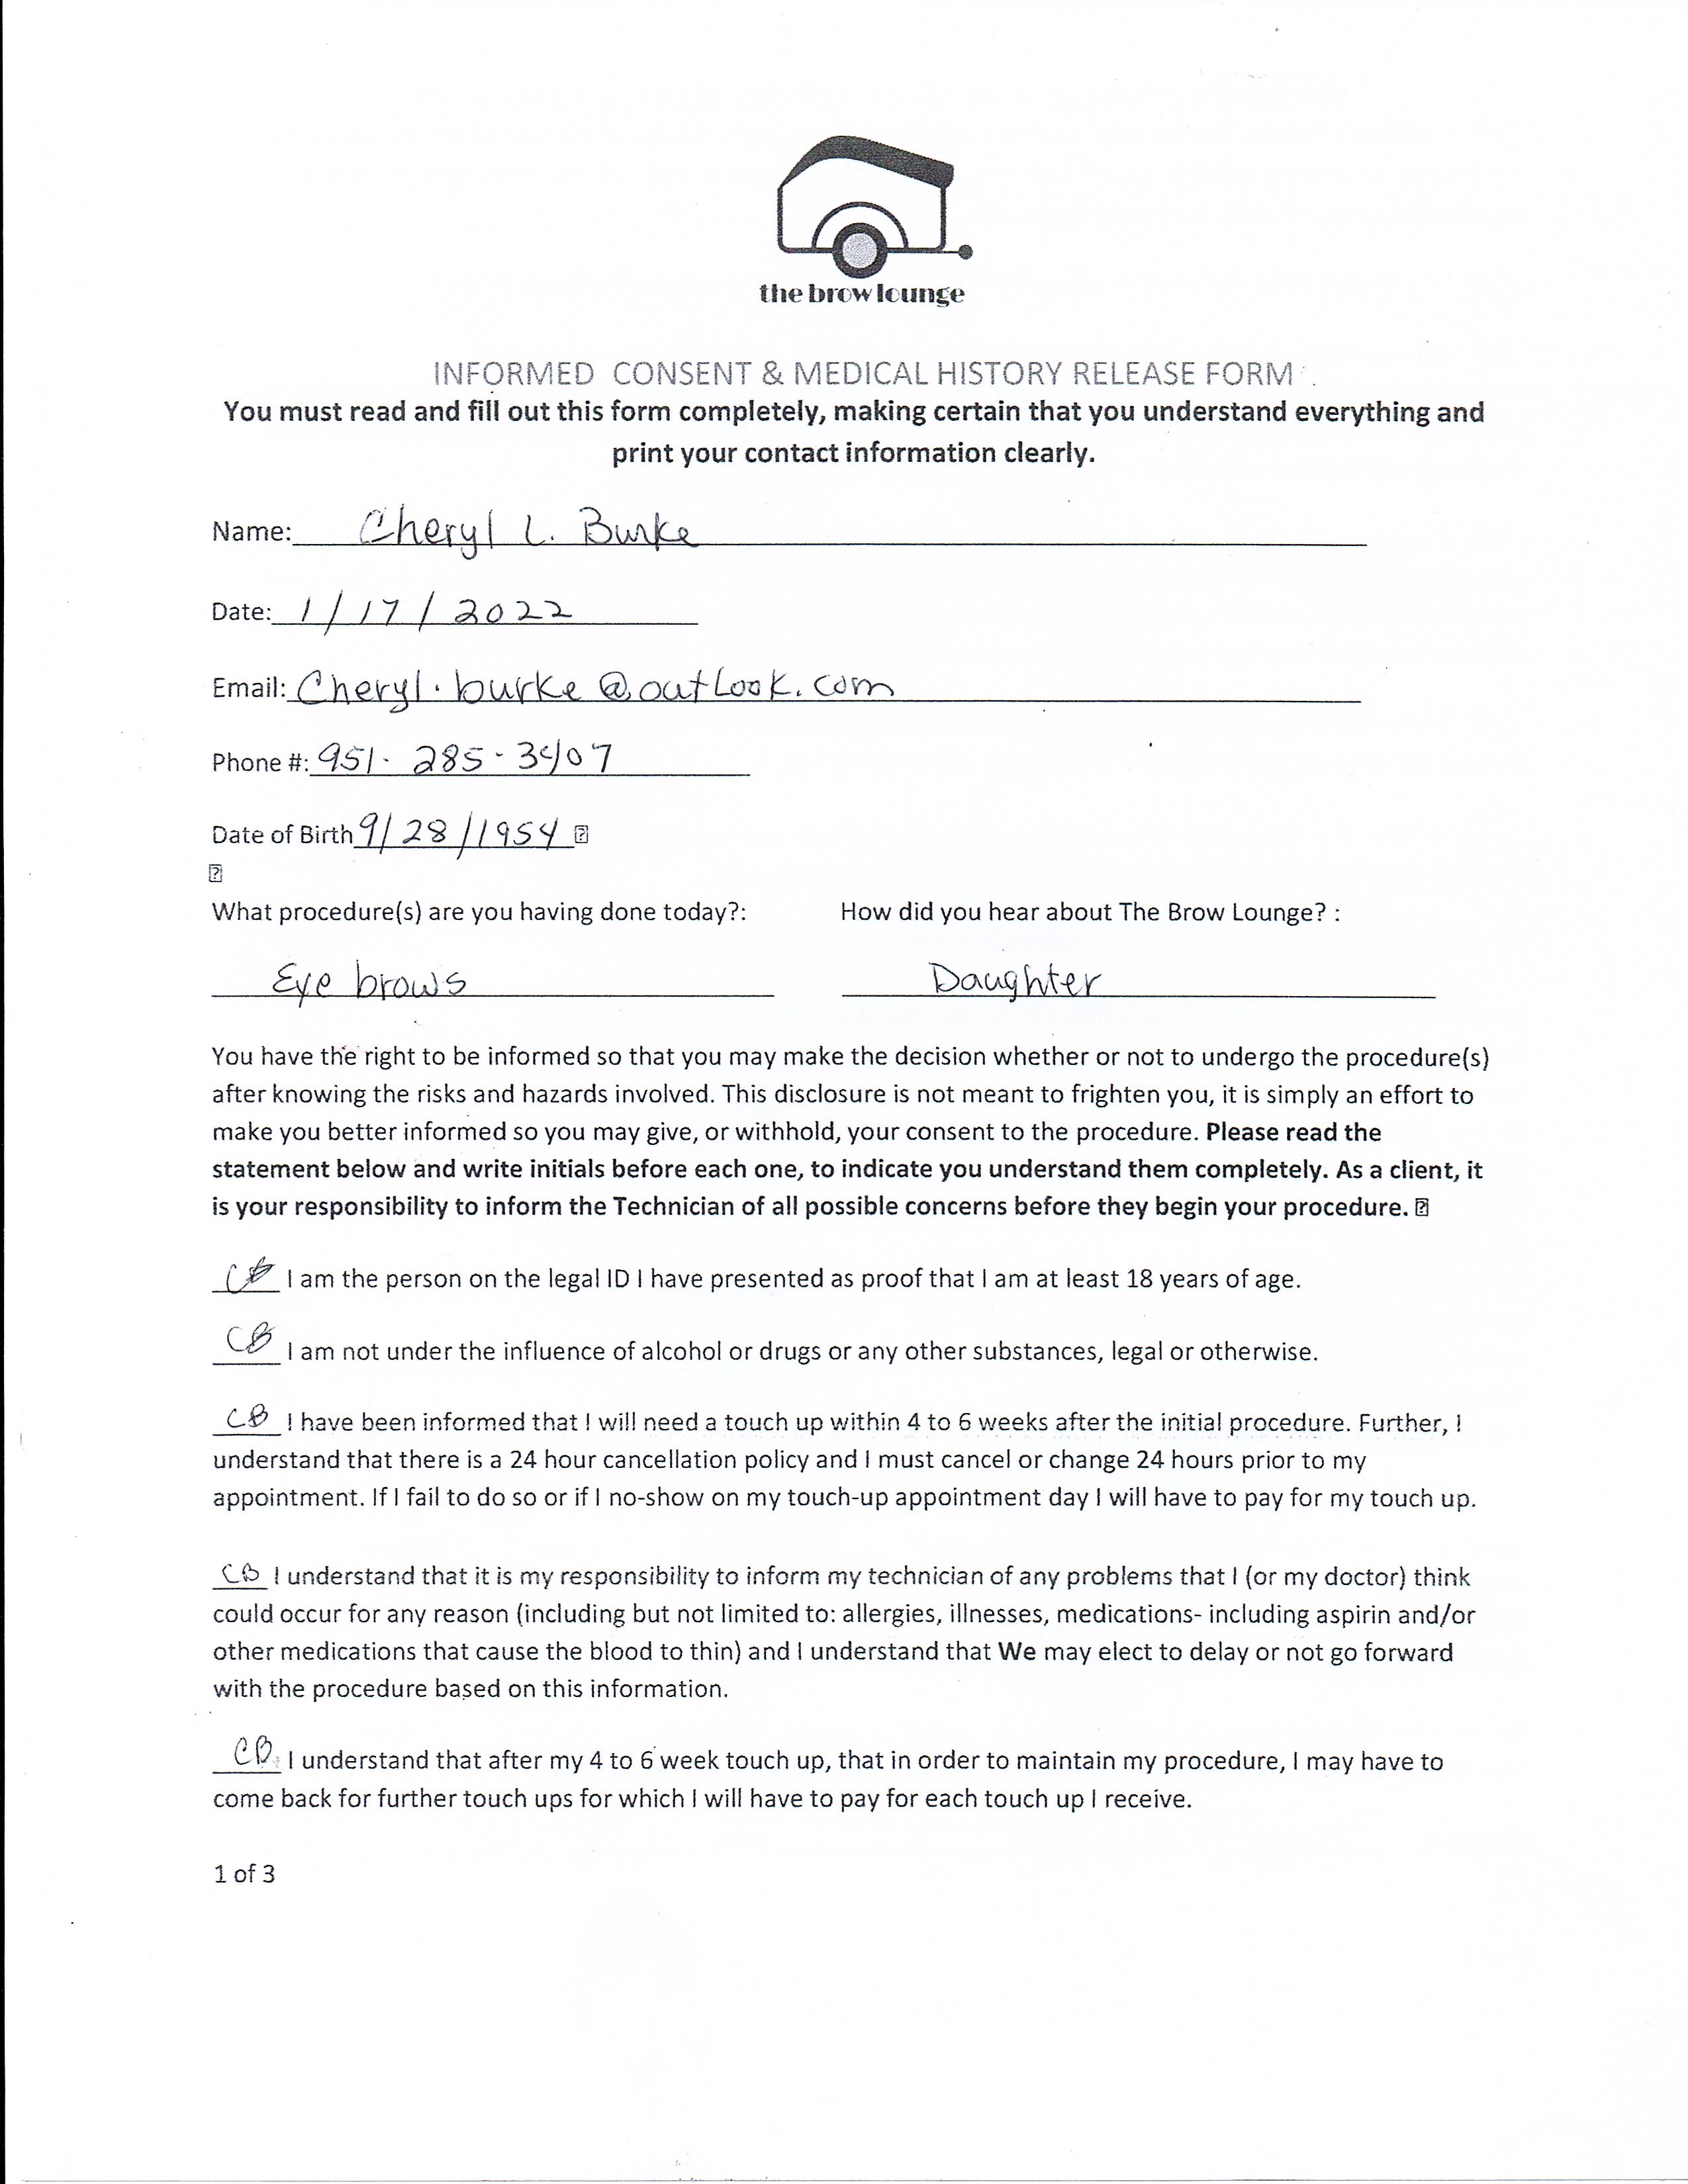 the brow lounge
INFORMED CONSENT & MEDICAL HISTORY RELEASE FORM
You must read and fill out this form completely, making certain that you understand everything and
print your contact information clearly.
Name: Cheryl L. Burke
Date: 1/17/2022
Email: Cheryl.burke@outLook.com
Phone #: 951-285-3407
Date of Birth 9/28/1954
What procedure(s) are you having done today?: How did you hear about The Brow Lounge? :
Eye brows Daughter
You have the right to be informed so that you may make the decision whether or not to undergo the procedure(s)
after knowing the risks and hazards involved. This disclosure is not meant to frighten you, it is simply an effort to
make you better informed so you may give, or withhold, your consent to the procedure. Please read the
statement below and write initials before each one, to indicate you understand them completely. As a client, it
is your responsibility to inform the Technician of all possible concerns before they begin your procedure.
CB I am the person on the legal ID I have presented as proof that I am at least 18 years of age.
CB I am not under the influence of alcohol or drugs or any other substances, legal or otherwise.
CB I have been informed that I will need a touch up within 4 to 6 weeks after the initial procedure. Further, I
understand that there is a 24 hour cancellation policy and I must cancel or change 24 hours prior to my
appointment. If I fail to do so or if I no-show on my touch-up appointment day I will have to pay for my touch up.
CB I understand that it is my responsibility to inform my technician of any problems that I (or my doctor) think
could occur for any reason (including but not limited to: allergies, illnesses, medications- including aspirin and/or
other medications that cause the blood to thin) and I understand that We may elect to delay or not go forward
with the procedure based on this information.
CB I understand that after my 4 to 6 week touch up, that in order to maintain my procedure, I may have to
come back for further touch ups for which I will have to pay for each touch up I receive.
1 of 3